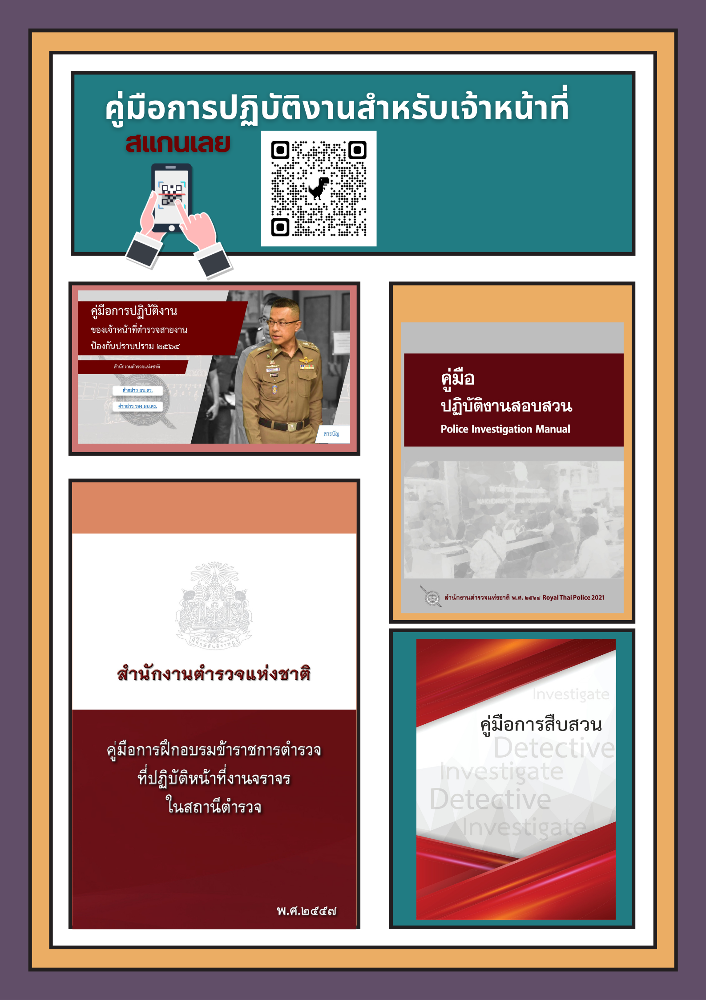 คู่มือการปฏิบัติงานสำหรับเจ้าหน้าที่
สแกนเลย
คู่มือการปฏิบัติงาน
ของเจ้าหน้าที่ตำรวจสายงาน
ป้องกันปราบปราม ๒๕๖๔
สำนักงานตำรวจแห่งชาติ
คำกล่าว ผบ.ตร.
คำกล่าว รอง ผบ.ตร.
สารบัญ
คู่มือ
ปฏิบัติงานสอบสวน
Police Investigation Manual
สำนักงานตำรวจแห่งชาติ พ.ศ. ๒๕๖๔ Royal Thai Police 2021
พิทักษ์สันติราษฎร์
สำนักงานตำรวจแห่งชาติ
คู่มือการฝึกอบรมข้าราชการตำรวจ
ที่ปฏิบัติหน้าที่งานจราจร
ในสถานีตำรวจ
พ.ศ.๒๕๕๗
Investigate
คู่มือการสืบสวน
Detective
Investigate
Detective
Investigate